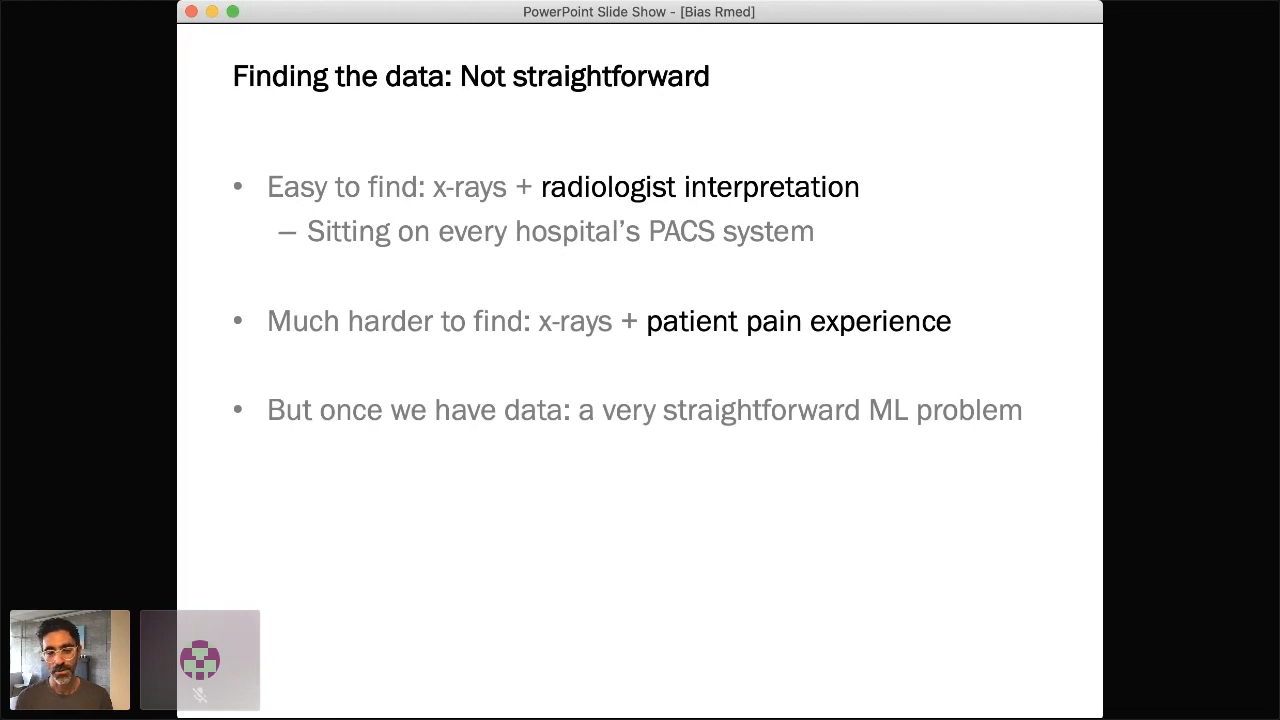 PowerPoint Slide Show - [Bias Rmed]
Finding the data: Not straightforward
• Easy to find: x-rays + radiologist interpretation
– Sitting on every hospital’s PACS system
• Much harder to find: x-rays + patient pain experience
• But once we have data: a very straightforward ML problem